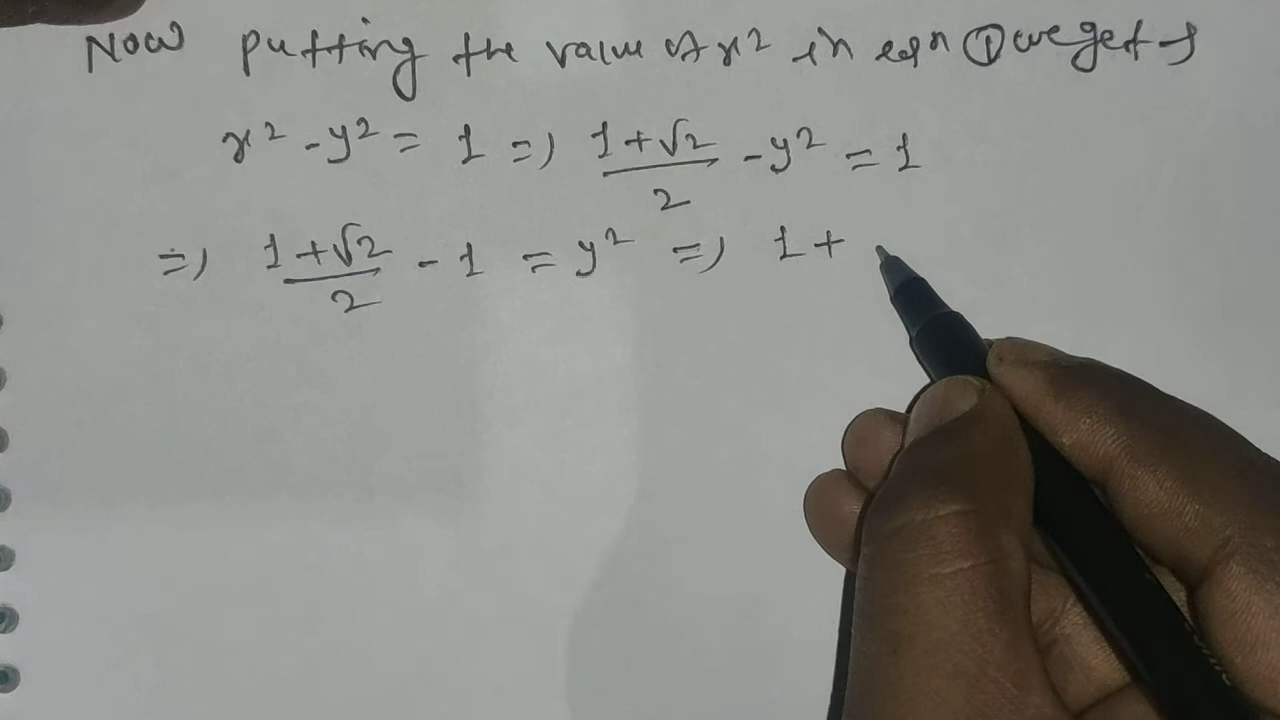 Now putting the value of x² in eqn ① we get →
x² - y² = 1 => (1+√2)/2 - y² = 1
=> (1+√2)/2 - 1 = y² => 1+